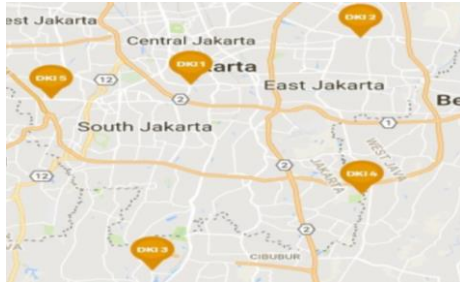 est Jakarta
DKI 2
Central Jakarta
DKI 1
arta
DKI 5
12
East Jakarta
2
Be
South Jakarta
1
WEST JAVA
2
JAKARTA
DKI 4
12
2
DKI 3
CIBUBUR
A